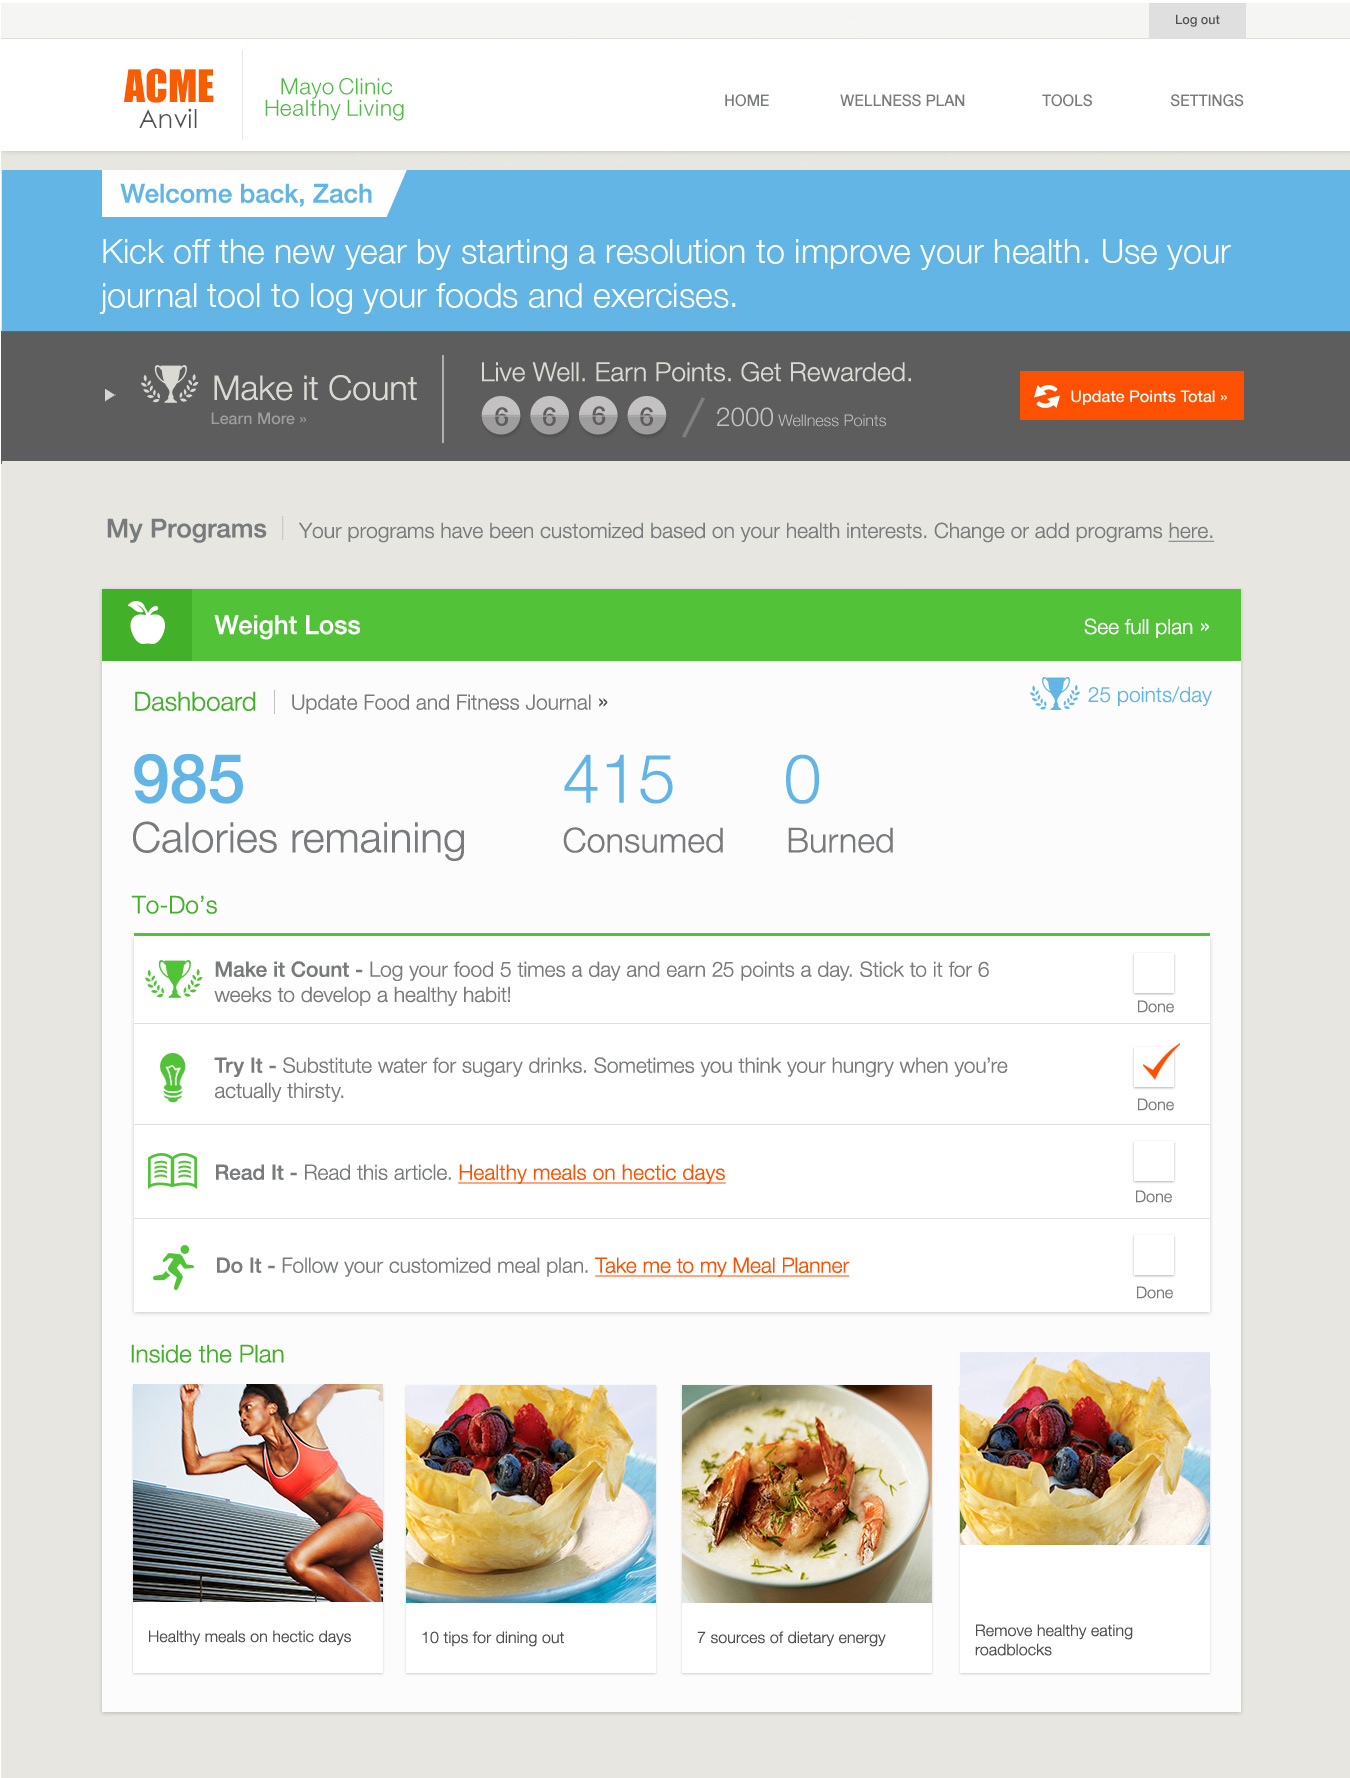 Log out
ACME
Anvil
Mayo Clinic
Healthy Living
HOME WELLNESS PLAN TOOLS SETTINGS
Welcome back, Zach
Kick off the new year by starting a resolution to improve your health. Use your
journal tool to log your foods and exercises.
Make it Count
Learn More »
Live Well. Earn Points. Get Rewarded.
6 6 6 6 / 2000 Wellness Points
Update Points Total »
My Programs
Your programs have been customized based on your health interests. Change or add programs here.
Weight Loss
See full plan »
Dashboard
Update Food and Fitness Journal »
25 points/day
985
Calories remaining
415
Consumed
0
Burned
To-Do’s
Make it Count - Log your food 5 times a day and earn 25 points a day. Stick to it for 6
weeks to develop a healthy habit!
Done
Try It - Substitute water for sugary drinks. Sometimes you think your hungry when you’re
actually thirsty.
Done
Read It - Read this article. Healthy meals on hectic days
Done
Do It - Follow your customized meal plan. Take me to my Meal Planner
Done
Inside the Plan
Healthy meals on hectic days
10 tips for dining out
7 sources of dietary energy
Remove healthy eating
roadblocks